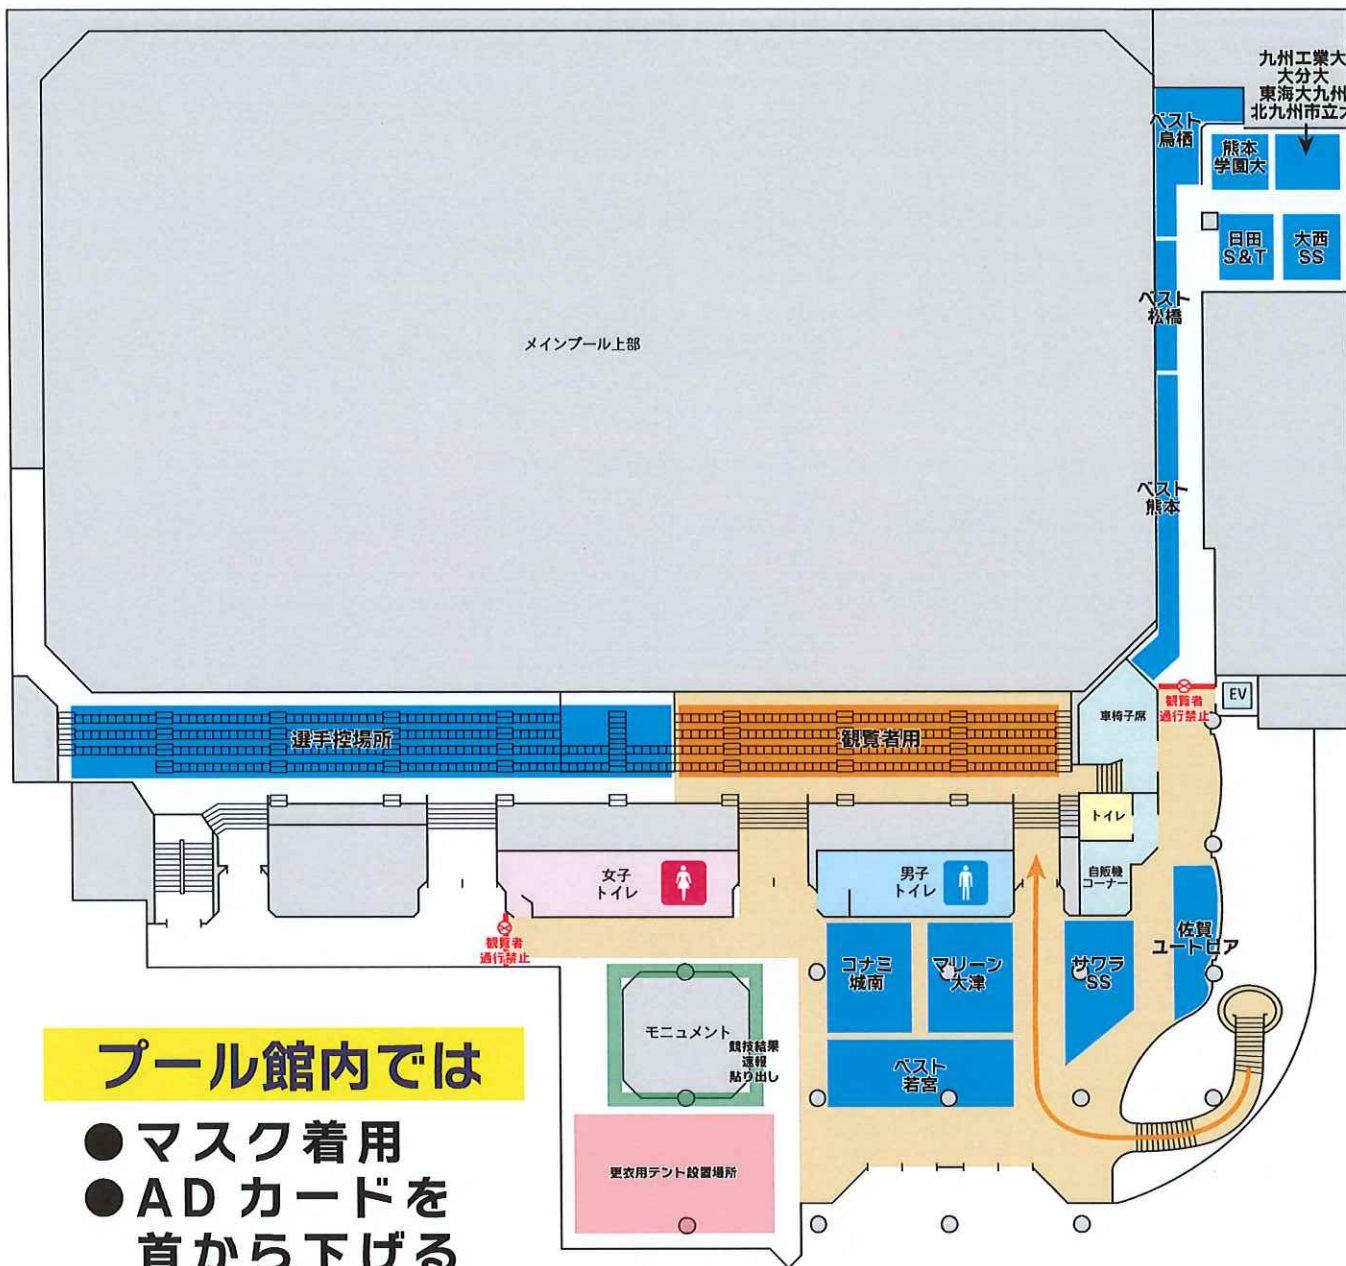 九州工業大
大分大
東海大九州
北九州市立大
ベスト
鳥栖
熊本
学園大
日田
S&T
大西
SS
ベスト
松橋
メインプール上部
ベスト
熊本
EV
観覧者
通行禁止
車椅子席
選手控場所
観覧者用
トイレ
女子
トイレ
男子
トイレ
自販機
コーナー
観覧者
通行禁止
コナミ
城南
マリーン
大津
サワラ
SS
佐賀
ユートピア
モニュメント
競技結果
速報
貼り出し
ベスト
若宮
更衣用テント設置場所
プール館内では
●マスク着用
●ADカードを
首から下げる